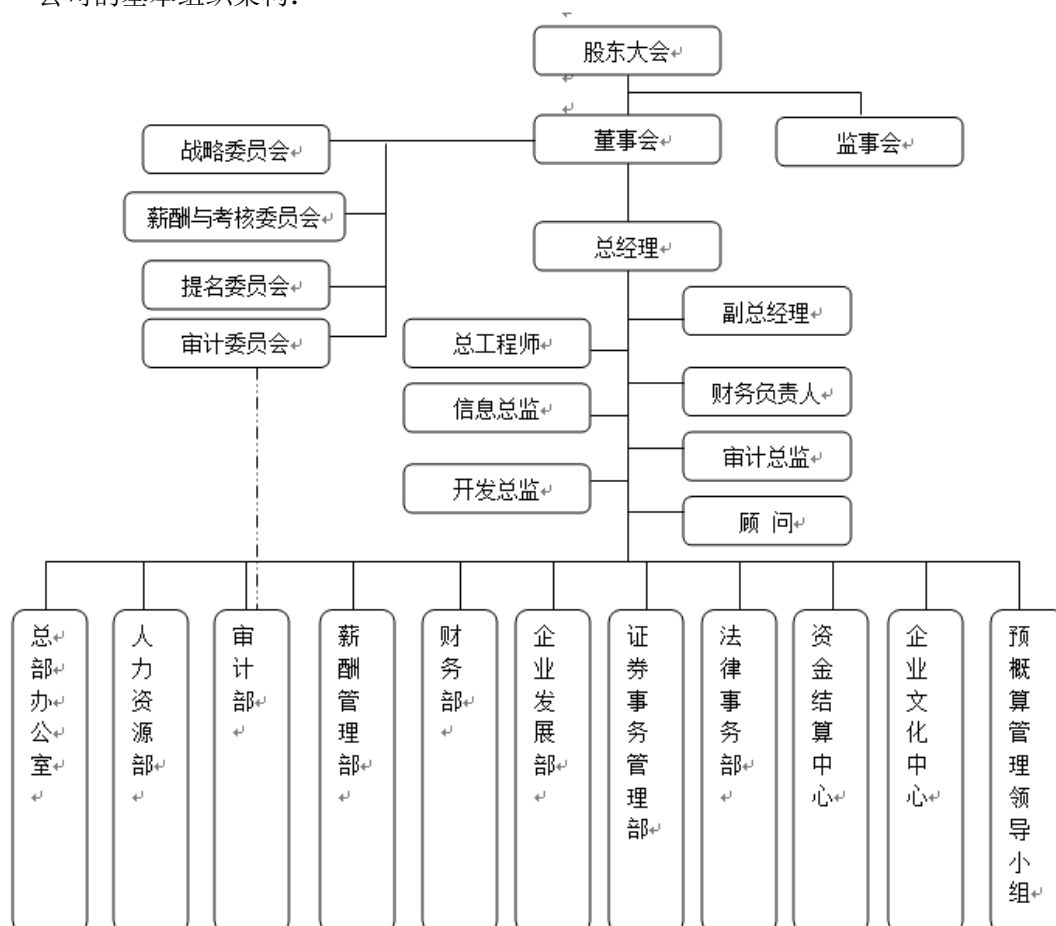 公司的基本组织架构：
股东大会
董事会
监事会
战略委员会
薪酬与考核委员会
总经理
提名委员会
副总经理
审计委员会
总工程师
财务负责人
信息总监
审计总监
开发总监
顾 问
总部办公室
人力资源部
审计部
薪酬管理部
财务部
企业发展部
证券事务管理部
法律事务部
资金结算中心
企业文化中心
预概算管理领导小组